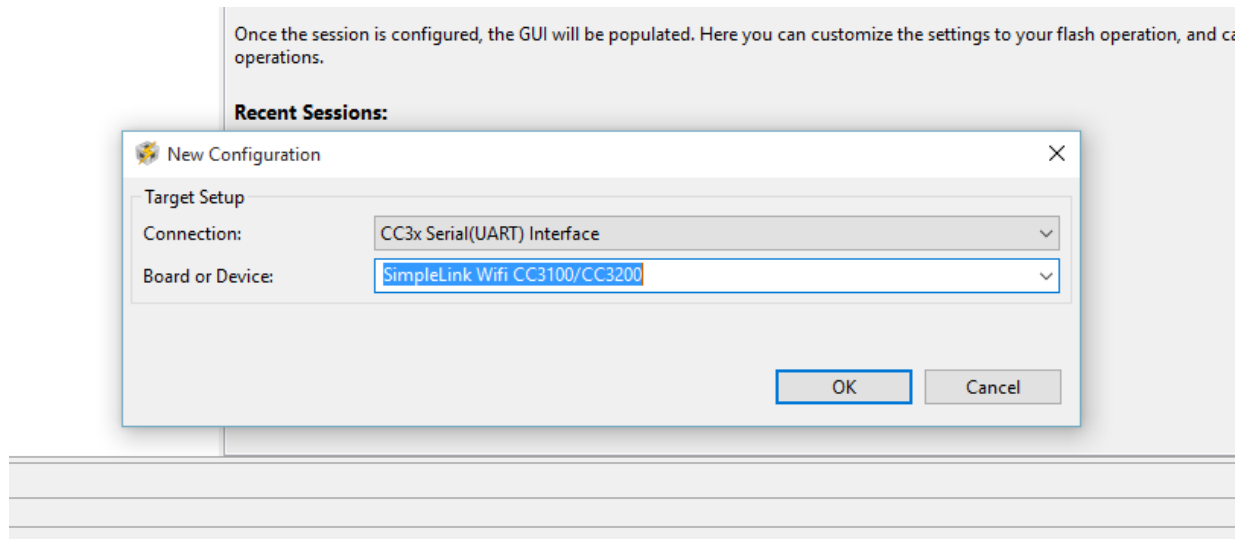 Once the session is configured, the GUI will be populated. Here you can customize the settings to your flash operation, and
operations.
Recent Sessions:
New Configuration
Target Setup
Connection: CC3x Serial(UART) Interface
Board or Device: SimpleLink Wifi CC3100/CC3200
OK Cancel